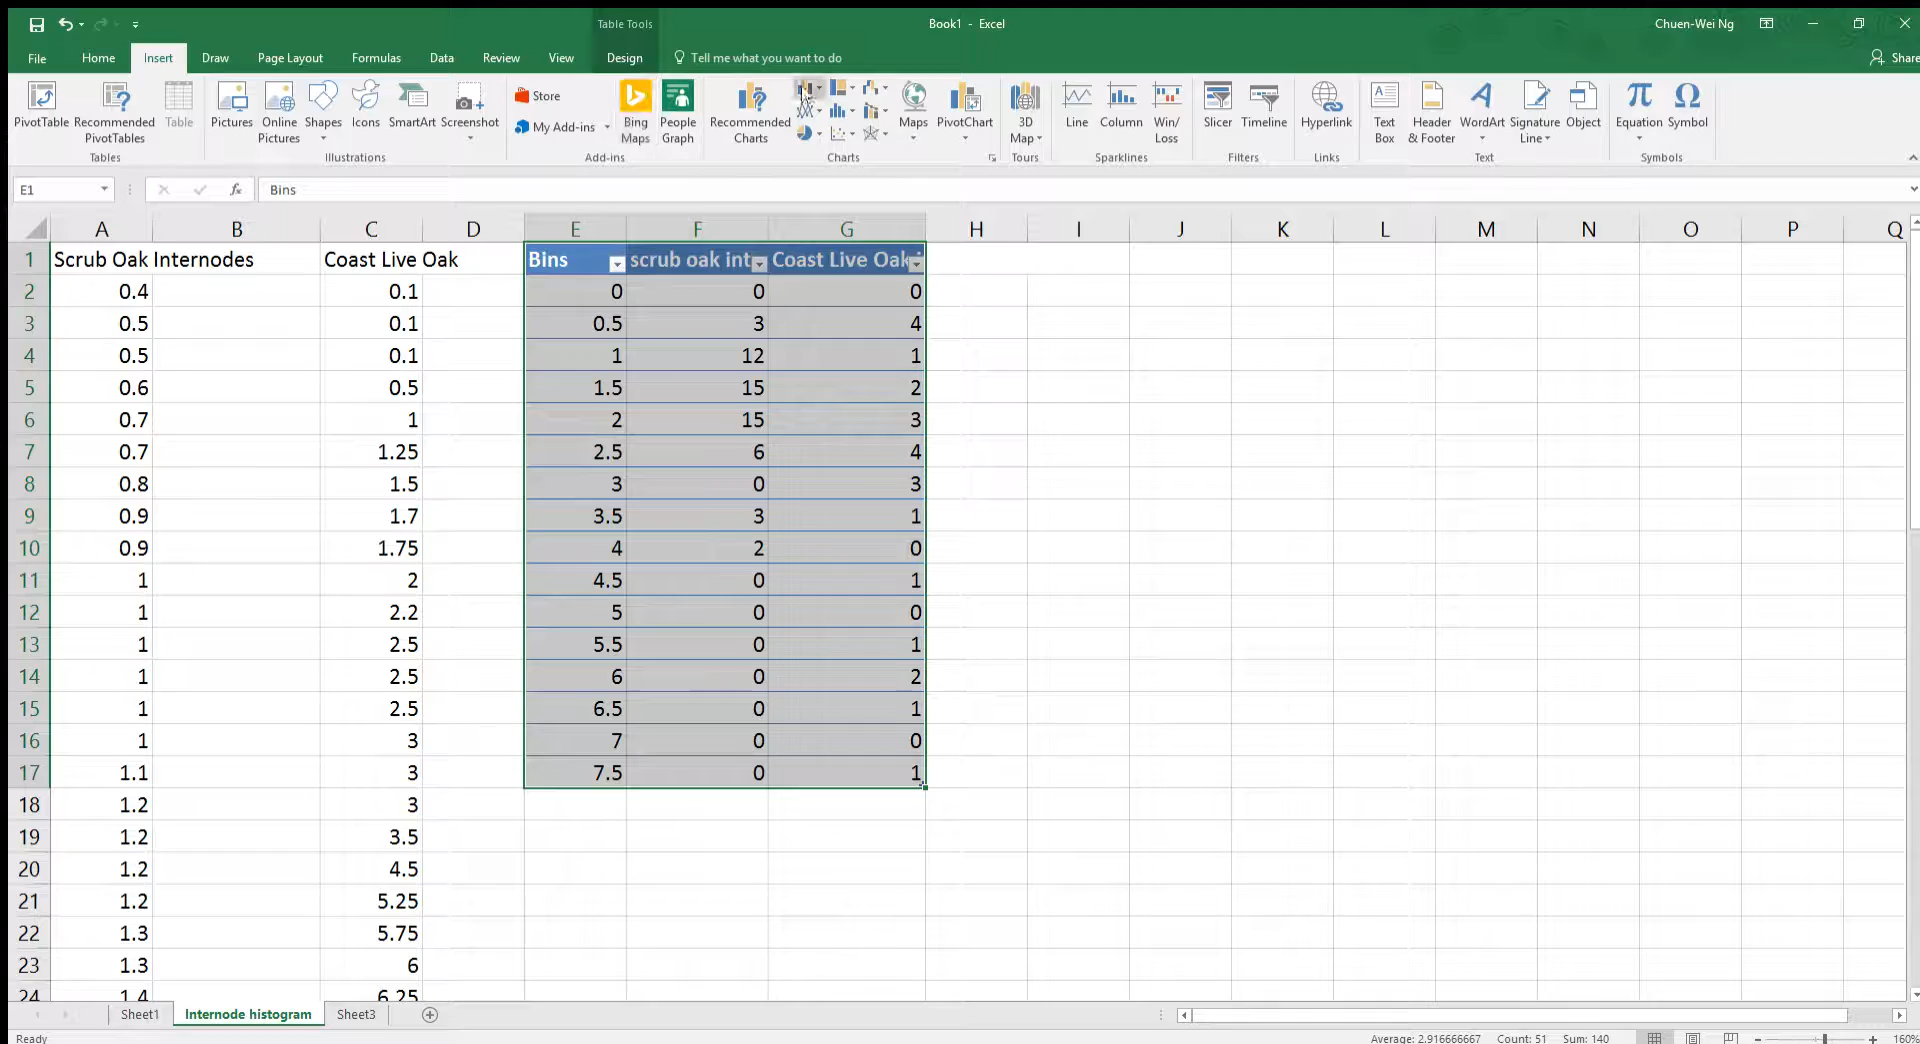 Table Tools
Book1 - Excel
Chuen-Wei Ng
File Home Insert Draw Page Layout Formulas Data Review View Design Tell me what you want to do Share
PivotTable Recommended PivotTables Table
Tables
Pictures Online Pictures Shapes Icons SmartArt Screenshot
Illustrations
Store
My Add-ins
Bing Maps People Graph
Add-ins
Recommended Charts Maps PivotChart
Charts
3D Map
Tours
Line Column Win/Loss
Sparklines
Slicer Timeline
Filters
Hyperlink
Links
Text Box Header & Footer WordArt Signature Line Object
Text
Equation Symbol
Symbols
E1 fx Bins
A B C D E F G H I J K L M N O P Q
1 Scrub Oak Internodes Coast Live Oak Bins scrub oak int Coast Live Oak
2 0.4 0.1 0 0 0
3 0.5 0.1 0.5 3 4
4 0.5 0.1 1 12 1
5 0.6 0.5 1.5 15 2
6 0.7 1 2 15 3
7 0.7 1.25 2.5 6 4
8 0.8 1.5 3 0 3
9 0.9 1.7 3.5 3 1
10 0.9 1.75 4 2 0
11 1 2 4.5 0 1
12 1 2.2 5 0 0
13 1 2.5 5.5 0 1
14 1 2.5 6 0 2
15 1 2.5 6.5 0 1
16 1 3 7 0 0
17 1.1 3 7.5 0 1
18 1.2 3
19 1.2 3.5
20 1.2 4.5
21 1.2 5.25
22 1.3 5.75
23 1.3 6
24 1.4 6.25
Sheet1 Internode histogram Sheet3
Ready Average: 2.916666667 Count: 51 Sum: 140 160%